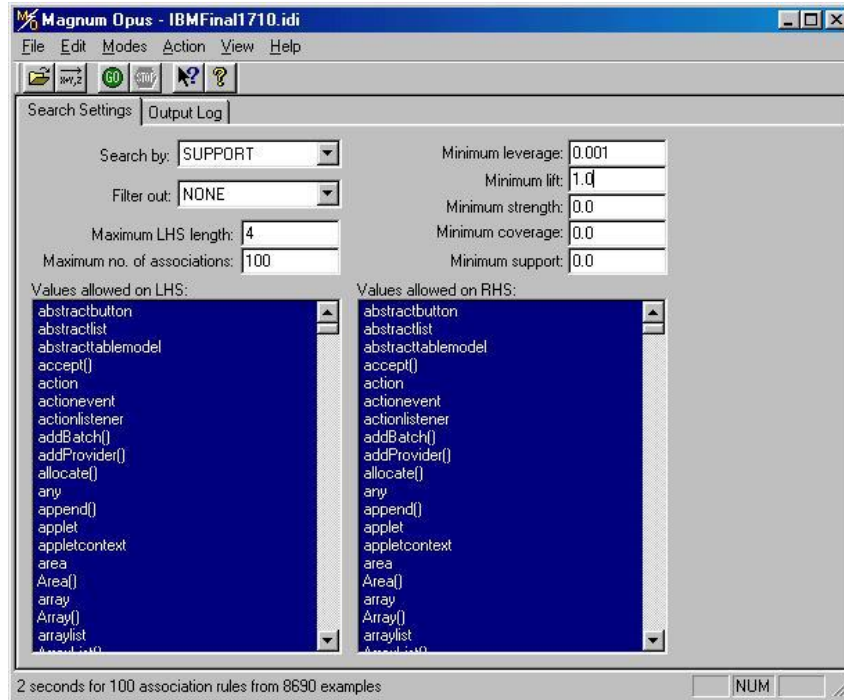 Magnum Opus - IBMFinal1710.idi
File Edit Modes Action View Help
GO STOP
Search Settings Output Log
Search by: SUPPORT
Filter out: NONE
Maximum LHS length: 4
Maximum no. of associations: 100
Minimum leverage: 0.001
Minimum lift: 1.0
Minimum strength: 0.0
Minimum coverage: 0.0
Minimum support: 0.0
Values allowed on LHS:
abstractbutton
abstractlist
abstracttablemodel
accept()
action
actionevent
actionlistener
addBatch()
addProvider()
allocate()
any
append()
applet
appletcontext
area
Area()
array
Array()
arraylist
Values allowed on RHS:
abstractbutton
abstractlist
abstracttablemodel
accept()
action
actionevent
actionlistener
addBatch()
addProvider()
allocate()
any
append()
applet
appletcontext
area
Area()
array
Array()
arraylist
2 seconds for 100 association rules from 8690 examples
NUM